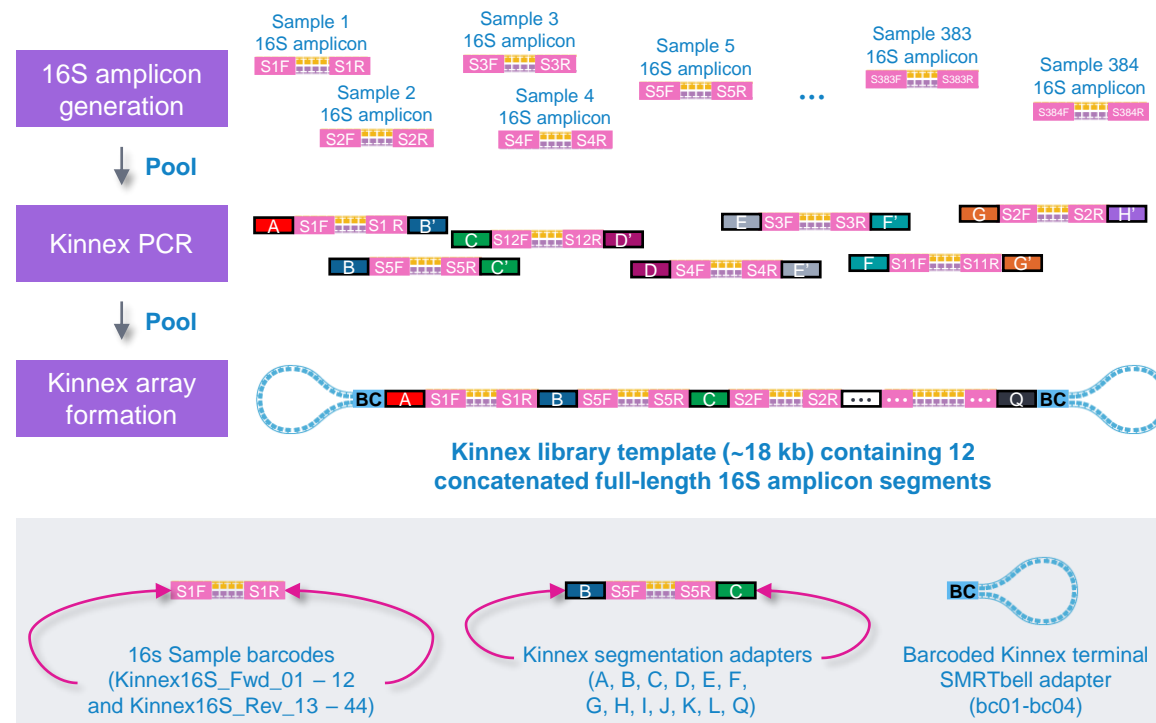 Sample 1
16S amplicon
S1F S1R
Sample 2
16S amplicon
S2F S2R
Sample 3
16S amplicon
S3F S3R
Sample 4
16S amplicon
S4F S4R
Sample 5
16S amplicon
S5F S5R
...
Sample 383
16S amplicon
S383F S383R
Sample 384
16S amplicon
S384F S384R
16S amplicon
generation
Pool
Kinnex PCR
A S1F S1 R B'
B S5F S5R C'
C S12F S12R D'
D S4F S4R E'
E S3F S3R F'
F S11F S11R G'
G S2F S2R H'
Pool
Kinnex array
formation
BC A S1F S1R B S5F S5R C S2F S2R ... ... ... Q BC
Kinnex library template (~18 kb) containing 12
concatenated full-length 16S amplicon segments
S1F S1R
16s Sample barcodes
(Kinnex16S_Fwd_01 – 12
and Kinnex16S_Rev_13 – 44)
B S5F S5R C
Kinnex segmentation adapters
(A, B, C, D, E, F,
G, H, I, J, K, L, Q)
BC
Barcoded Kinnex terminal
SMRTbell adapter
(bc01-bc04)